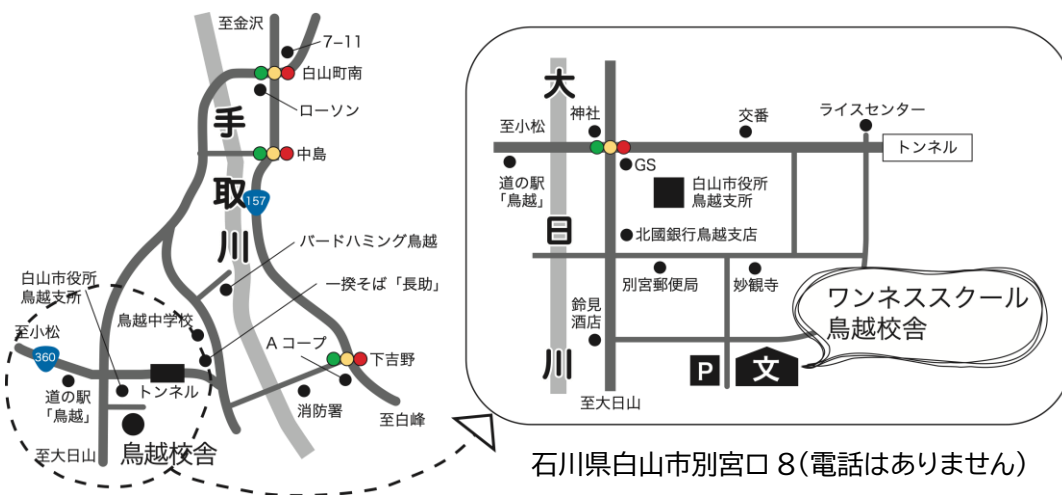 至金沢
7–11
白山町南
ローソン
手取川
中島
157
バードハミング鳥越
一揆そば「長助」
白山市役所
鳥越支所
鳥越中学校
至小松
360
Aコープ
下吉野
道の駅
「鳥越」
トンネル
消防署
至白峰
至大日山
鳥越校舎
大日川
神社
交番
ライスセンター
至小松
トンネル
GS
道の駅
「鳥越」
白山市役所
鳥越支所
北國銀行鳥越支店
別宮郵便局
妙観寺
ワンネススクール
鳥越校舎
鈴見
酒店
P
文
至大日山
石川県白山市別宮口8(電話はありません)